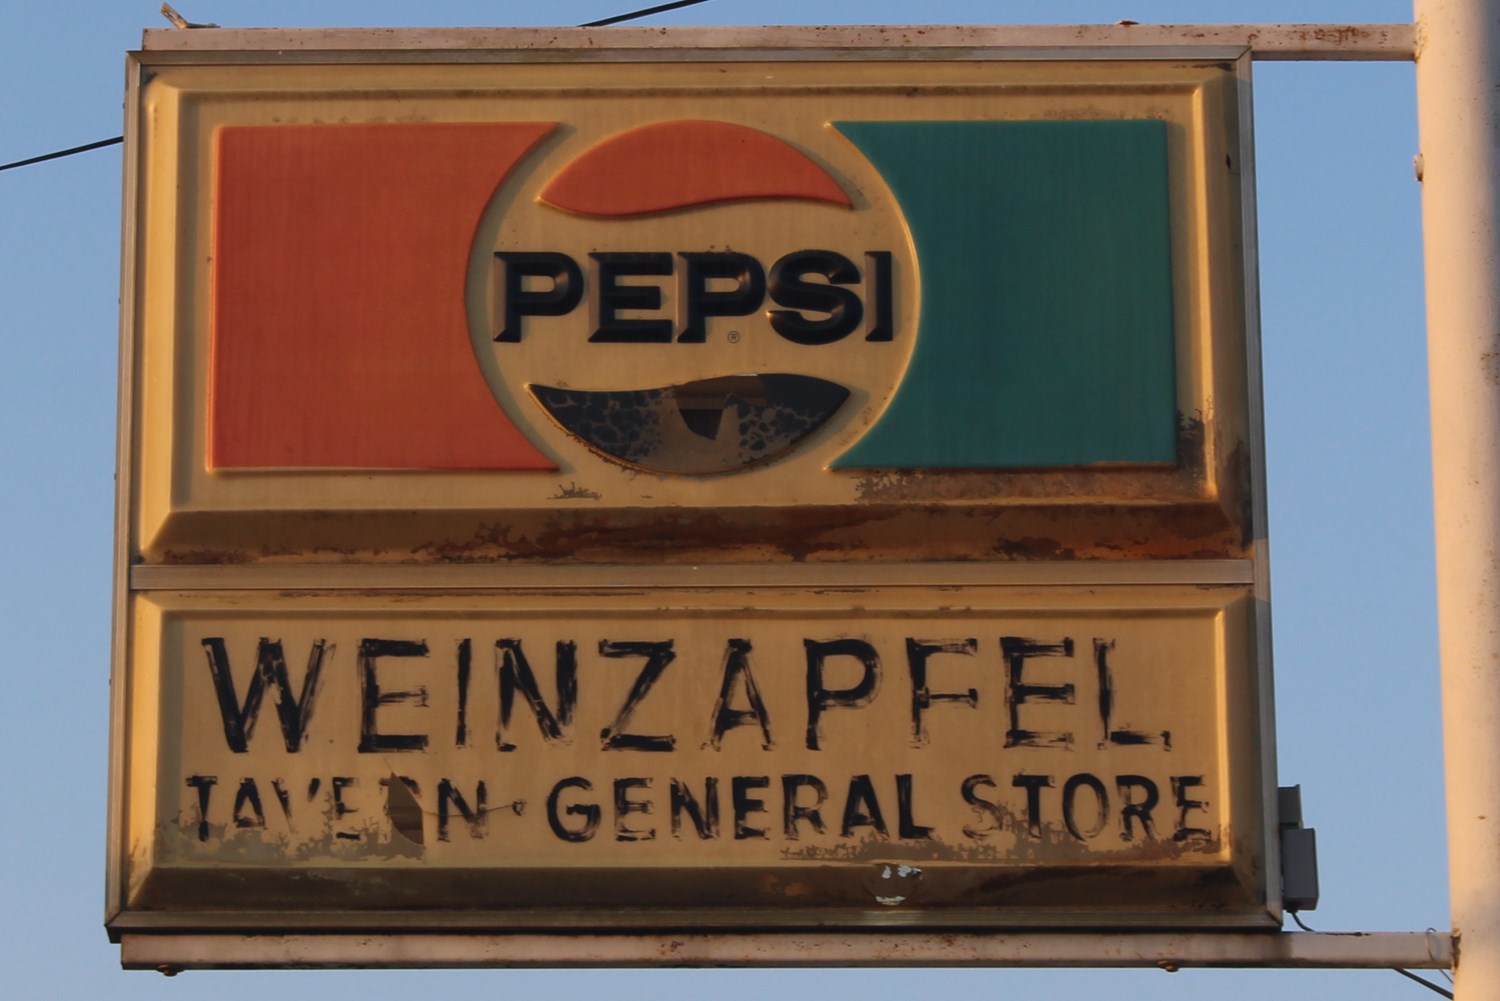 PEPSI
®
WEINZAPFEL
TAVERN · GENERAL STORE